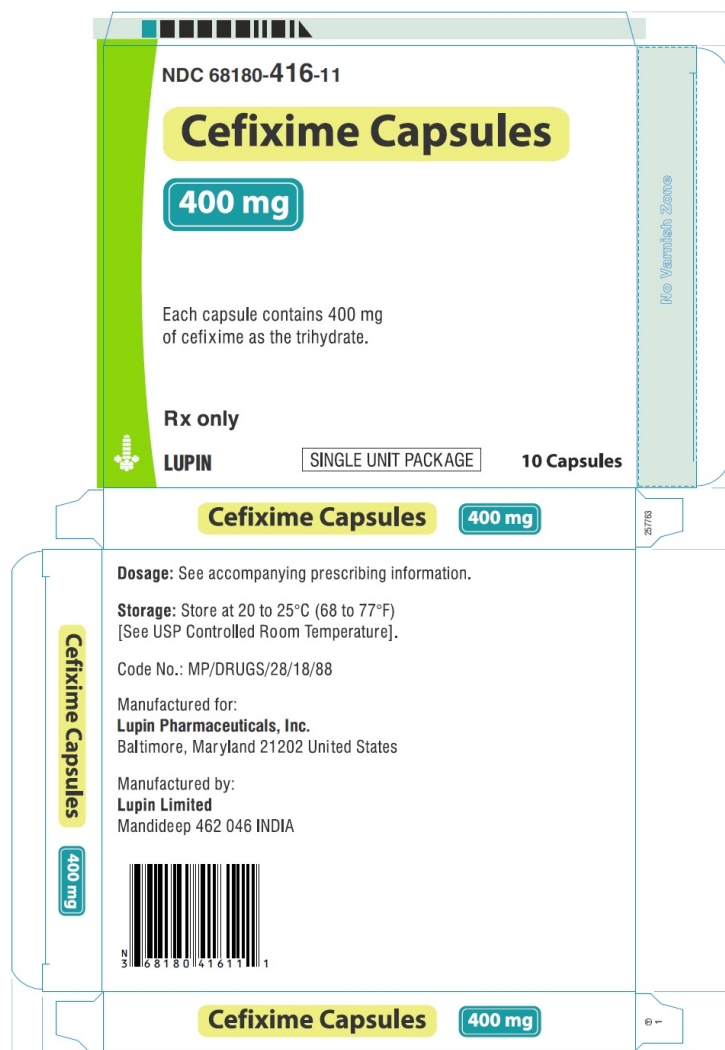 NDC 68180-416-11
Cefixime Capsules
400 mg
Each capsule contains 400 mg
of cefixime as the trihydrate.
Rx only
LUPIN
SINGLE UNIT PACKAGE
10 Capsules
No Varnish Zone
Cefixime Capsules
400 mg
257763
Dosage: See accompanying prescribing information.
Storage: Store at 20 to 25°C (68 to 77°F)
[See USP Controlled Room Temperature].
Code No.: MP/DRUGS/28/18/88
Manufactured for:
Lupin Pharmaceuticals, Inc.
Baltimore, Maryland 21202 United States
Manufactured by:
Lupin Limited
Mandideep 462 046 INDIA
N
3 68180 41611 1
Cefixime Capsules
400 mg
Cefixime Capsules
400 mg
1